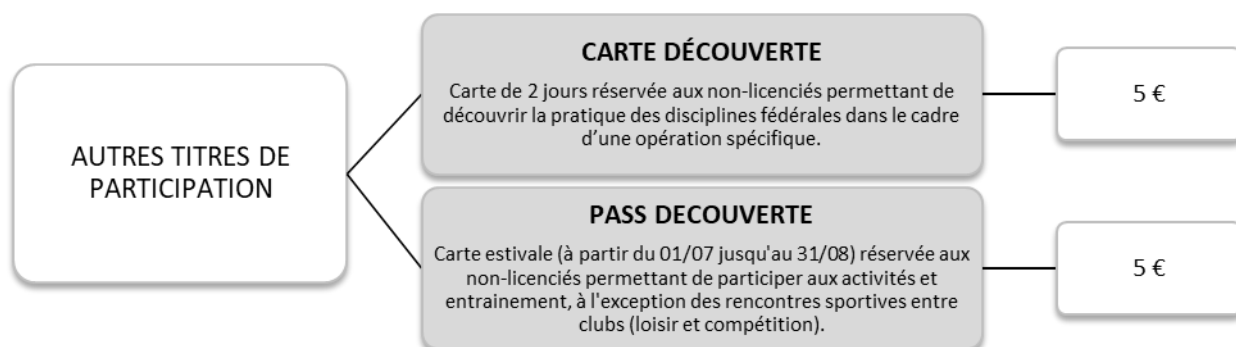 AUTRES TITRES DE
PARTICIPATION
CARTE DÉCOUVERTE
Carte de 2 jours réservée aux non-licenciés permettant de
découvrir la pratique des disciplines fédérales dans le cadre
d’une opération spécifique.
5 €
PASS DECOUVERTE
Carte estivale (à partir du 01/07 jusqu'au 31/08) réservée aux
non-licenciés permettant de participer aux activités et
entrainement, à l'exception des rencontres sportives entre
clubs (loisir et compétition).
5 €